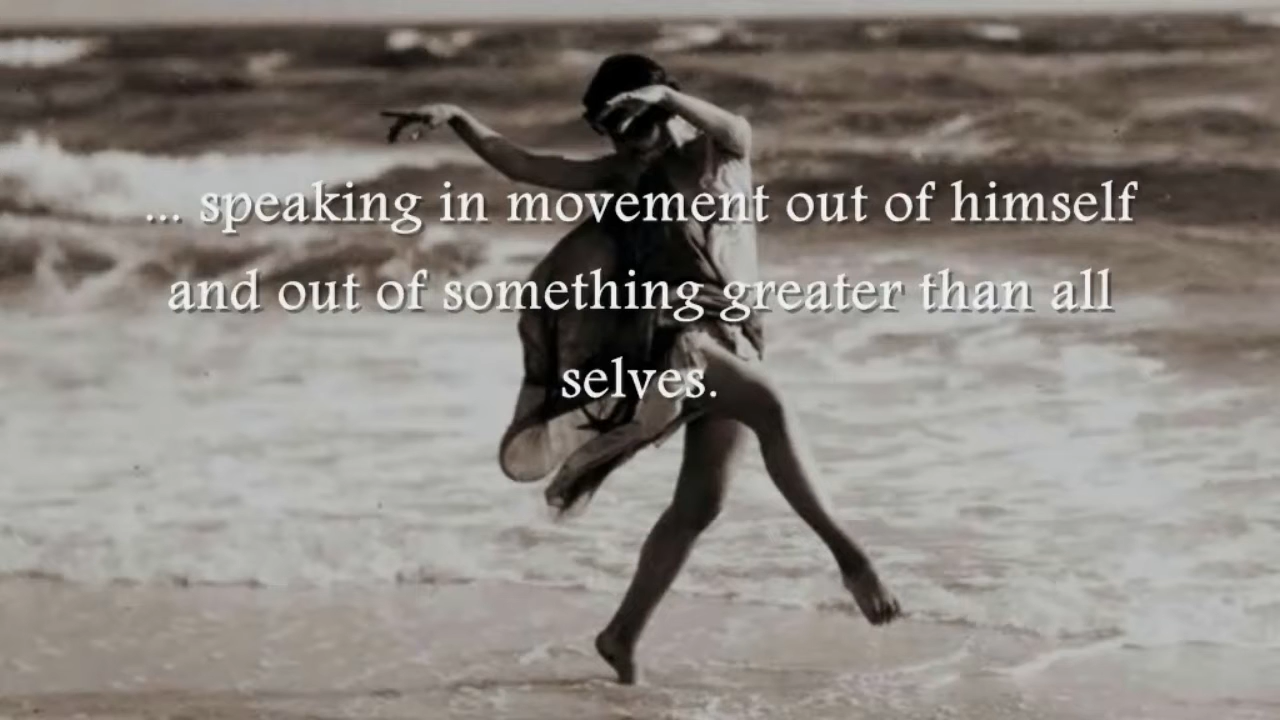 ... speaking in movement out of himself
and out of something greater than all
selves.